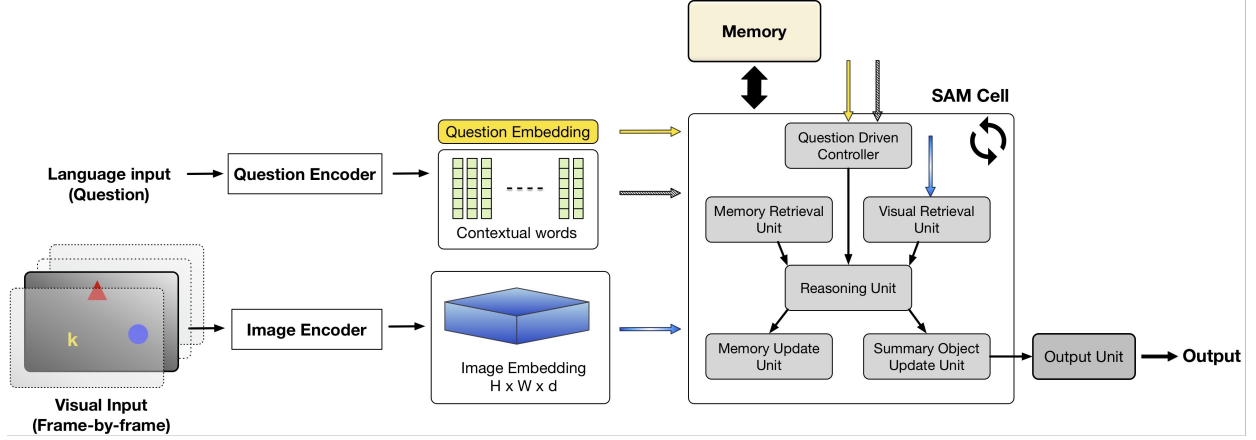 Memory
SAM Cell
Question Embedding
Question Driven
Controller
Language input
(Question)
Question Encoder
Contextual words
Memory Retrieval
Unit
Visual Retrieval
Unit
Reasoning Unit
k
Image Encoder
Image Embedding
H x W x d
Memory Update
Unit
Summary Object
Update Unit
Output Unit
Output
Visual Input
(Frame-by-frame)